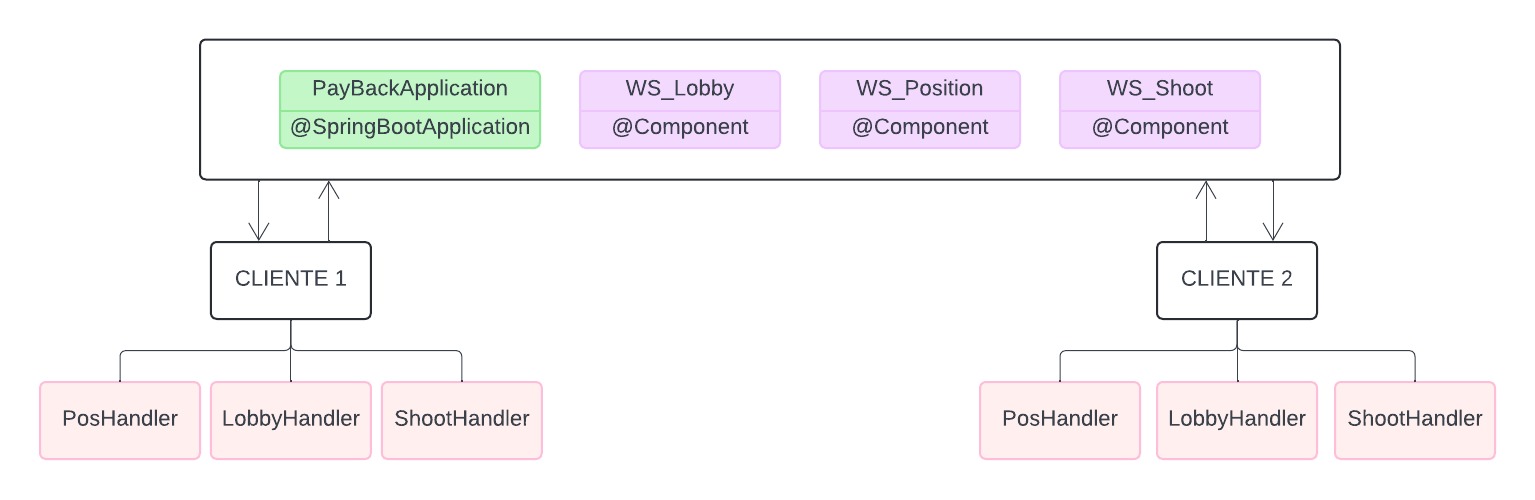 PayBackApplication
@SpringBootApplication
WS_Lobby
@Component
WS_Position
@Component
WS_Shoot
@Component
CLIENTE 1
CLIENTE 2
PosHandler
LobbyHandler
ShootHandler
PosHandler
LobbyHandler
ShootHandler